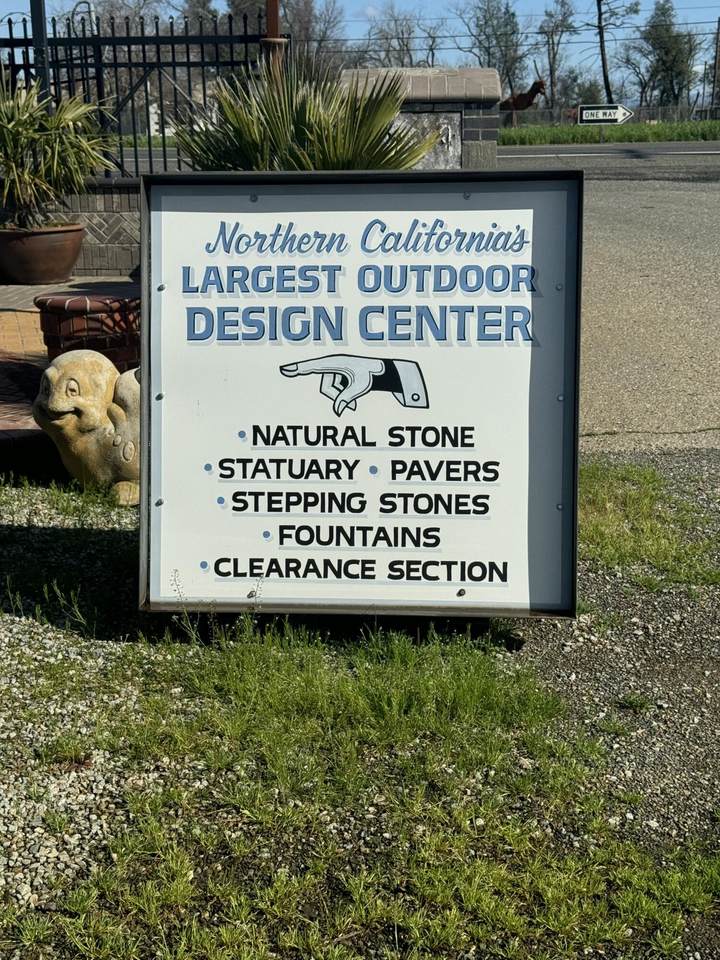 ONE WAY
Northern California's
LARGEST OUTDOOR
DESIGN CENTER
• NATURAL STONE
• STATUARY • PAVERS
• STEPPING STONES
• FOUNTAINS
• CLEARANCE SECTION